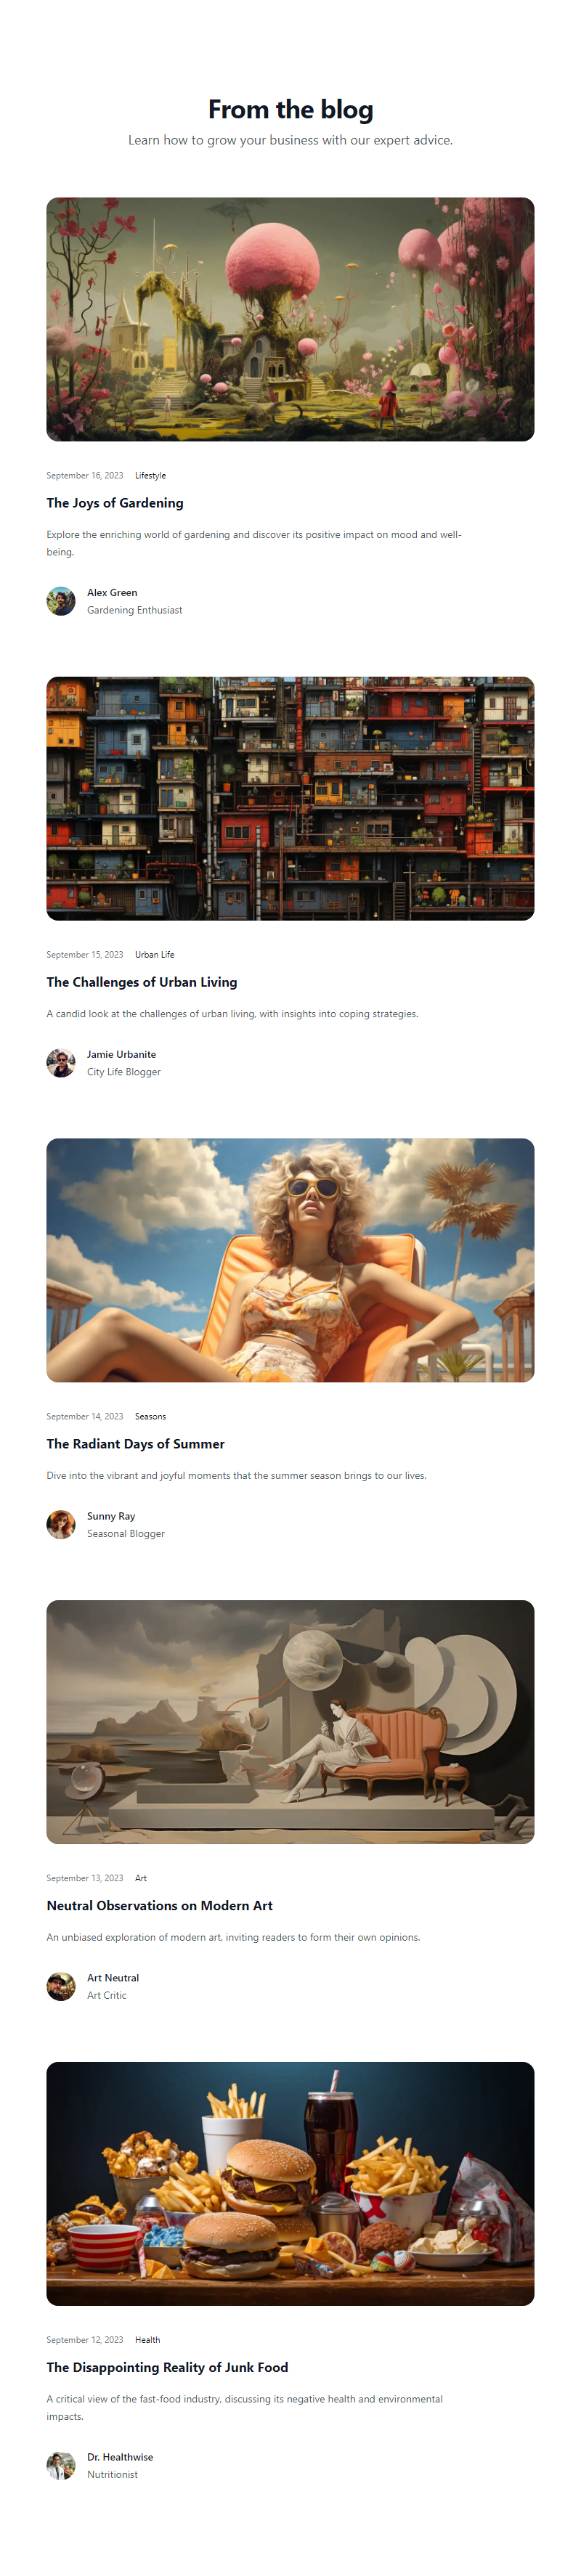 From the blog
Learn how to grow your business with our expert advice.
September 16, 2023 Lifestyle
The Joys of Gardening
Explore the enriching world of gardening and discover its positive impact on mood and well-
being.
Alex Green
Gardening Enthusiast
September 15, 2023 Urban Life
The Challenges of Urban Living
A candid look at the challenges of urban living, with insights into coping strategies.
Jamie Urbanite
City Life Blogger
September 14, 2023 Seasons
The Radiant Days of Summer
Dive into the vibrant and joyful moments that the summer season brings to our lives.
Sunny Ray
Seasonal Blogger
September 13, 2023 Art
Neutral Observations on Modern Art
An unbiased exploration of modern art, inviting readers to form their own opinions.
Art Neutral
Art Critic
September 12, 2023 Health
The Disappointing Reality of Junk Food
A critical view of the fast-food industry, discussing its negative health and environmental
impacts.
Dr. Healthwise
Nutritionist